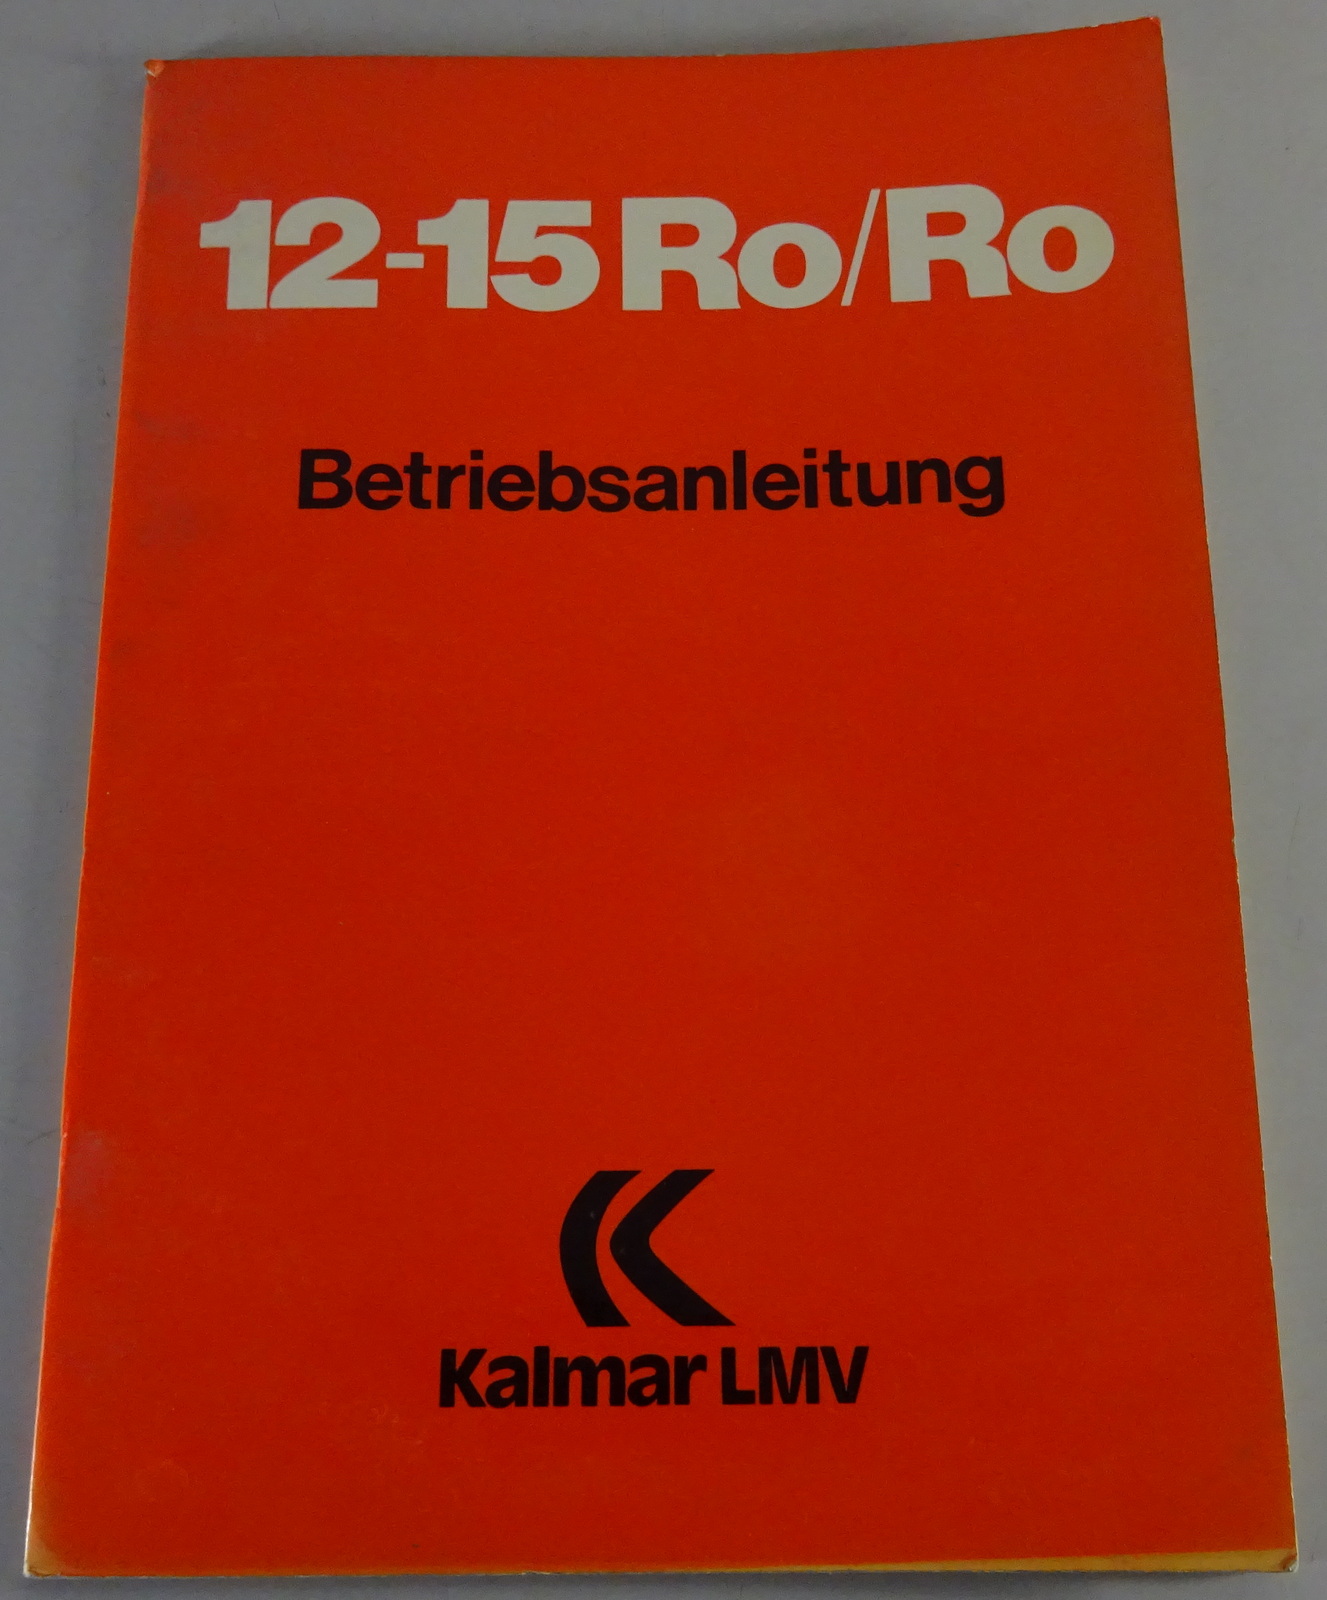 12-15 Ro/Ro
Betriebsanleitung
Kalmar LMV